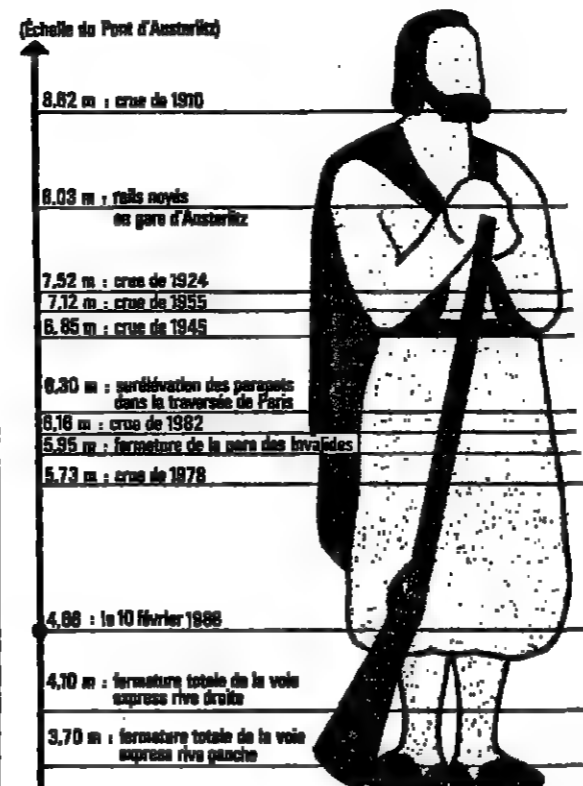 (Échelle du Pont d'Austerlitz)
8,62 m : crue de 1910
8.03 m : rails noyés
en gare d'Austerlitz
7,52 m : crue de 1924
7,12 m : crue de 1955
6,85 m : crue de 1945
6,30 m : surélévation des parapets
dans la traversée de Paris
6,16 m : crue de 1982
5,95 m : fermeture de la gare des Invalides
5,73 m : crue de 1978
4,66 : le 10 février 1988
4,10 m : fermeture totale de la voie
express rive droite
3,70 m : fermeture totale de la voie
express rive gauche